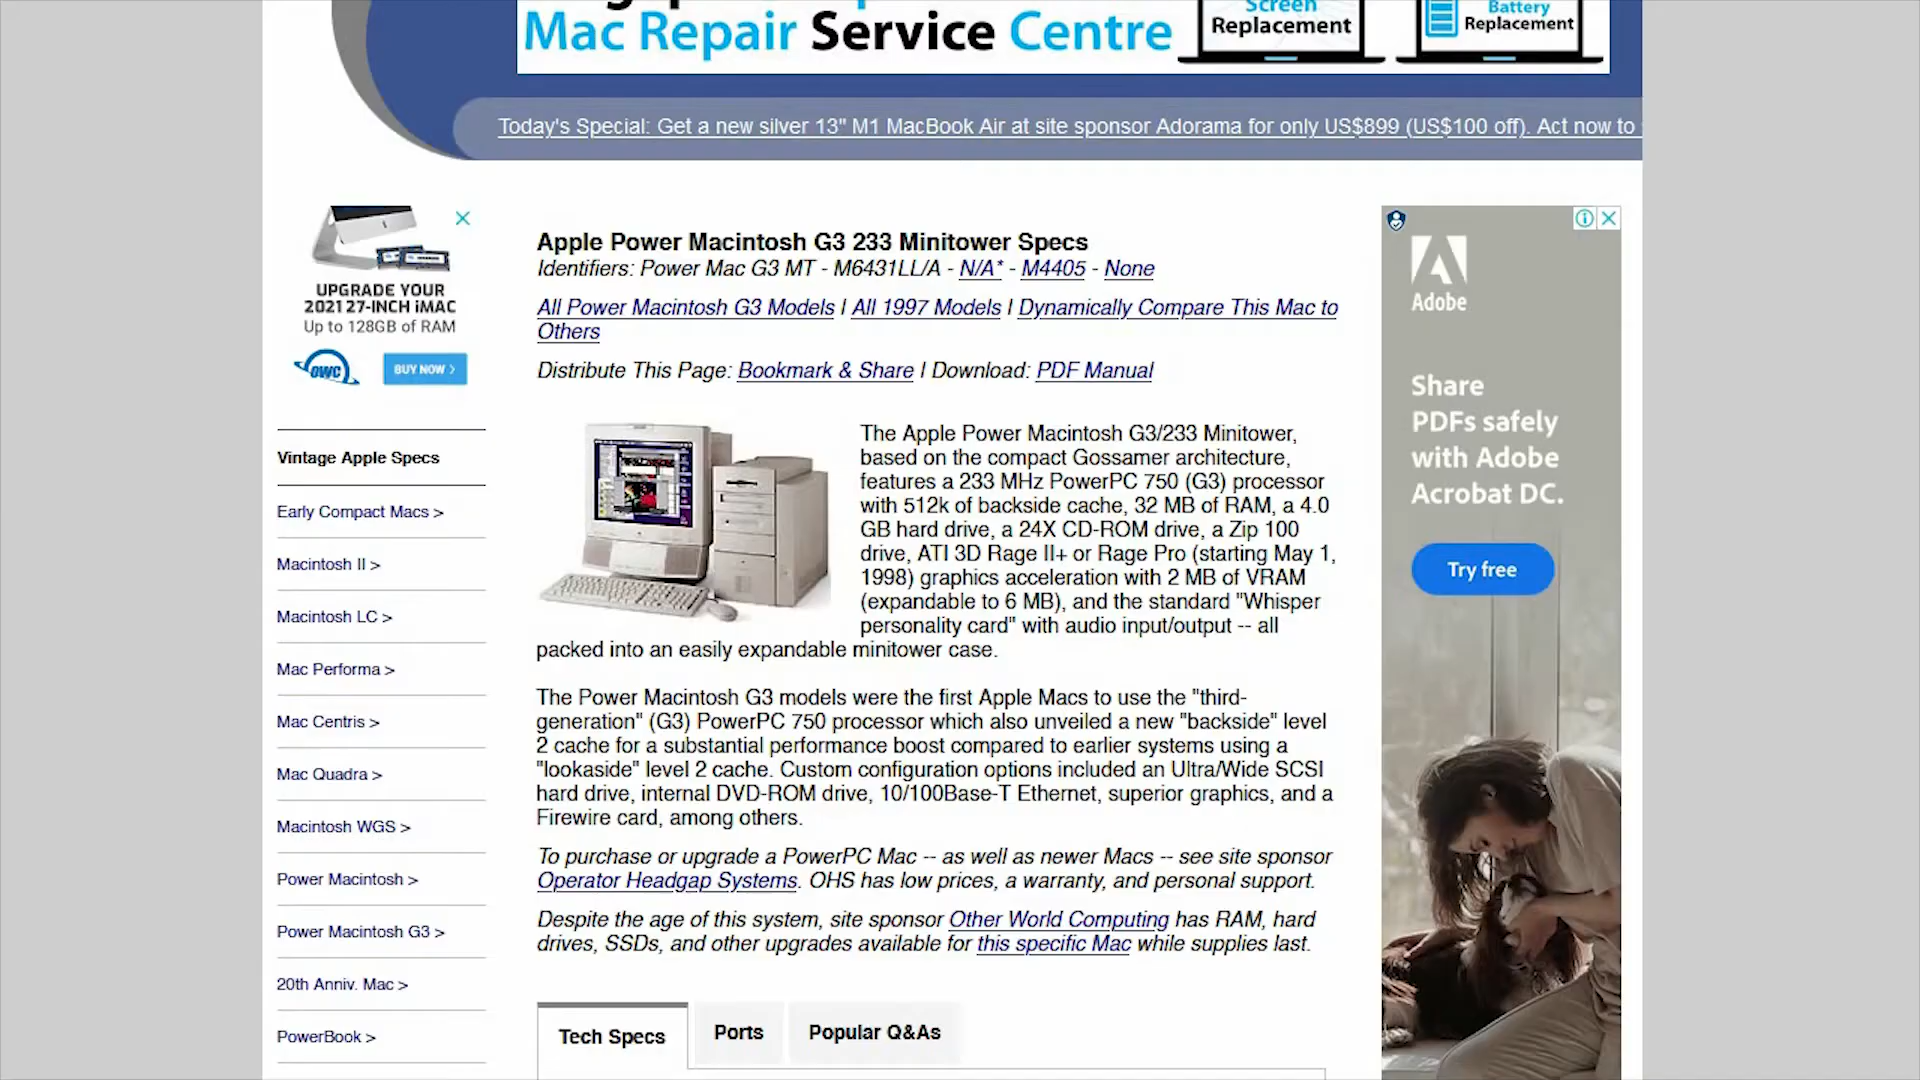 Mac Repair Service Centre
Screen
Replacement
Battery
Replacement
Today's Special: Get a new silver 13" M1 MacBook Air at site sponsor Adorama for only US$899 (US$100 off). Act now to
UPGRADE YOUR
2021 27-INCH iMAC
Up to 128GB of RAM
OWC
BUY NOW >
Vintage Apple Specs
Early Compact Macs >
Macintosh II >
Macintosh LC >
Mac Performa >
Mac Centris >
Mac Quadra >
Macintosh WGS >
Power Macintosh >
Power Macintosh G3 >
20th Anniv. Mac >
PowerBook >
Apple Power Macintosh G3 233 Minitower Specs
Identifiers: Power Mac G3 MT - M6431LL/A - N/A* - M4405 - None
All Power Macintosh G3 Models | All 1997 Models | Dynamically Compare This Mac to
Others
Distribute This Page: Bookmark & Share | Download: PDF Manual
The Apple Power Macintosh G3/233 Minitower,
based on the compact Gossamer architecture,
features a 233 MHz PowerPC 750 (G3) processor
with 512k of backside cache, 32 MB of RAM, a 4.0
GB hard drive, a 24X CD-ROM drive, a Zip 100
drive, ATI 3D Rage II+ or Rage Pro (starting May 1,
1998) graphics acceleration with 2 MB of VRAM
(expandable to 6 MB), and the standard "Whisper
personality card" with audio input/output -- all
packed into an easily expandable minitower case.
The Power Macintosh G3 models were the first Apple Macs to use the "third-
generation" (G3) PowerPC 750 processor which also unveiled a new "backside" level
2 cache for a substantial performance boost compared to earlier systems using a
"lookaside" level 2 cache. Custom configuration options included an Ultra/Wide SCSI
hard drive, internal DVD-ROM drive, 10/100Base-T Ethernet, superior graphics, and a
Firewire card, among others.
To purchase or upgrade a PowerPC Mac -- as well as newer Macs -- see site sponsor
Operator Headgap Systems. OHS has low prices, a warranty, and personal support.
Despite the age of this system, site sponsor Other World Computing has RAM, hard
drives, SSDs, and other upgrades available for this specific Mac while supplies last.
Tech Specs
Ports
Popular Q&As
Adobe
Share
PDFs safely
with Adobe
Acrobat DC.
Try free